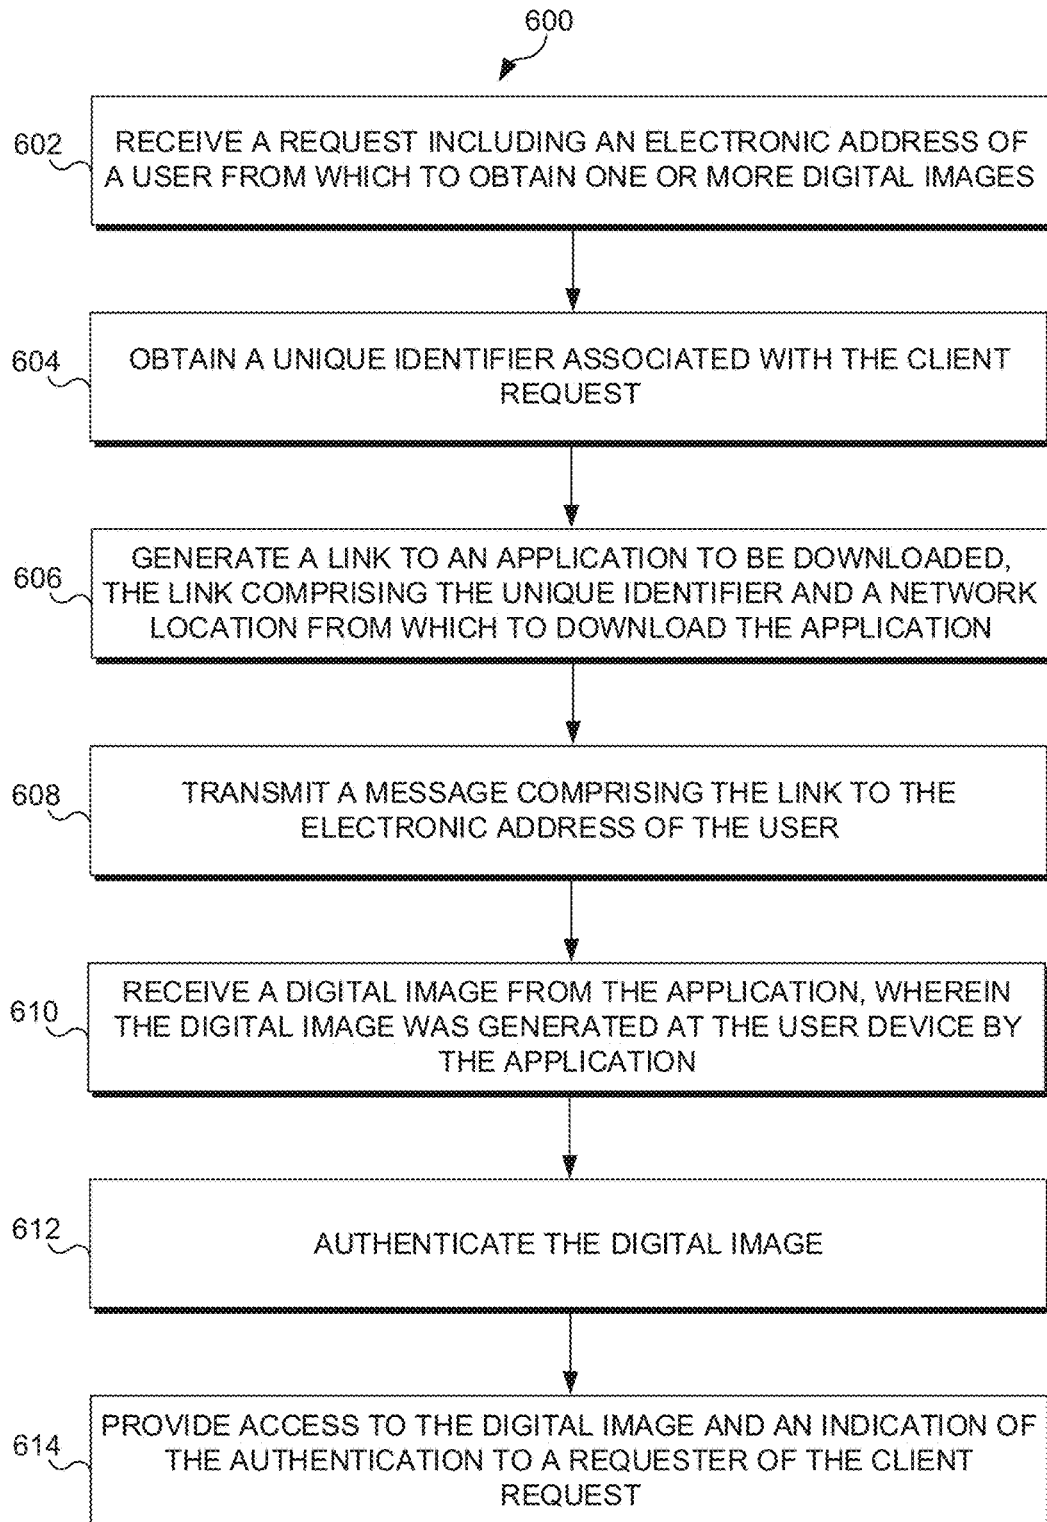 600
602
RECEIVE A REQUEST INCLUDING AN ELECTRONIC ADDRESS OF
A USER FROM WHICH TO OBTAIN ONE OR MORE DIGITAL IMAGES
604
OBTAIN A UNIQUE IDENTIFIER ASSOCIATED WITH THE CLIENT
REQUEST
606
GENERATE A LINK TO AN APPLICATION TO BE DOWNLOADED,
THE LINK COMPRISING THE UNIQUE IDENTIFIER AND A NETWORK
LOCATION FROM WHICH TO DOWNLOAD THE APPLICATION
608
TRANSMIT A MESSAGE COMPRISING THE LINK TO THE
ELECTRONIC ADDRESS OF THE USER
610
RECEIVE A DIGITAL IMAGE FROM THE APPLICATION, WHEREIN
THE DIGITAL IMAGE WAS GENERATED AT THE USER DEVICE BY
THE APPLICATION
612
AUTHENTICATE THE DIGITAL IMAGE
614
PROVIDE ACCESS TO THE DIGITAL IMAGE AND AN INDICATION OF
THE AUTHENTICATION TO A REQUESTER OF THE CLIENT
REQUEST